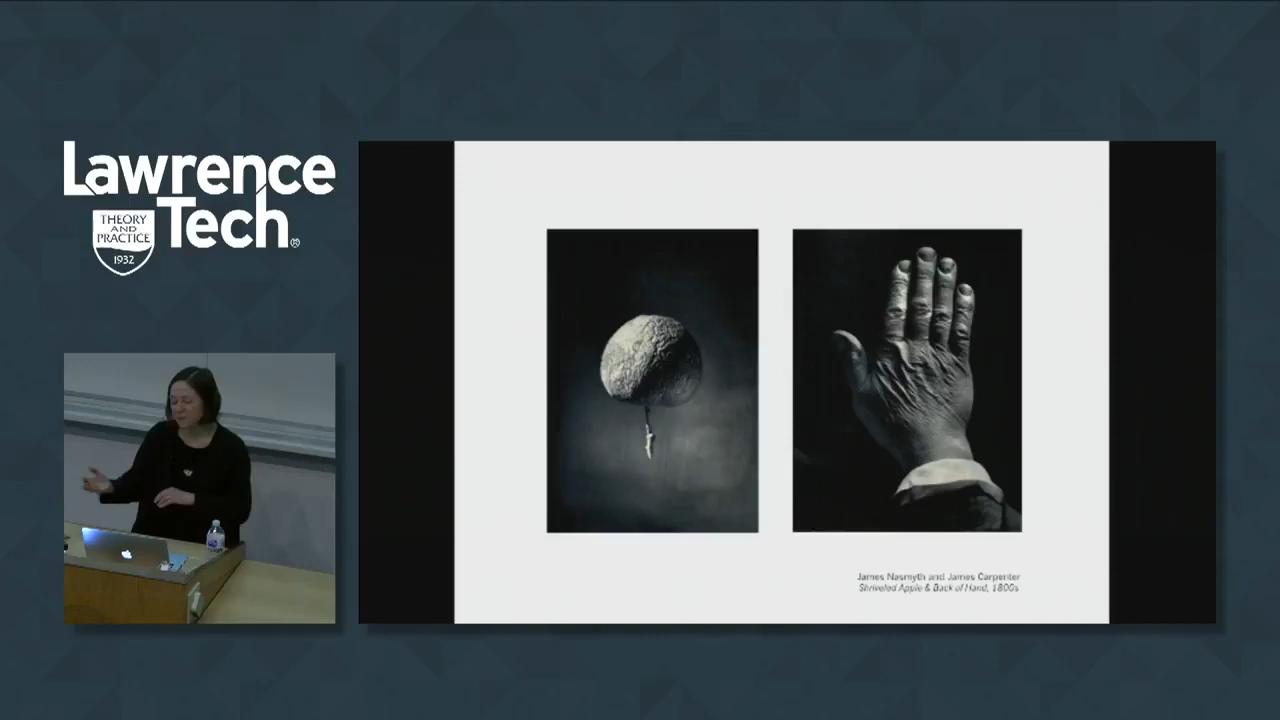 Lawrence
Tech®
THEORY
AND
PRACTICE
1932
James Nasmyth and James Carpenter
Shriveled Apple & Back of Hand, 1800s